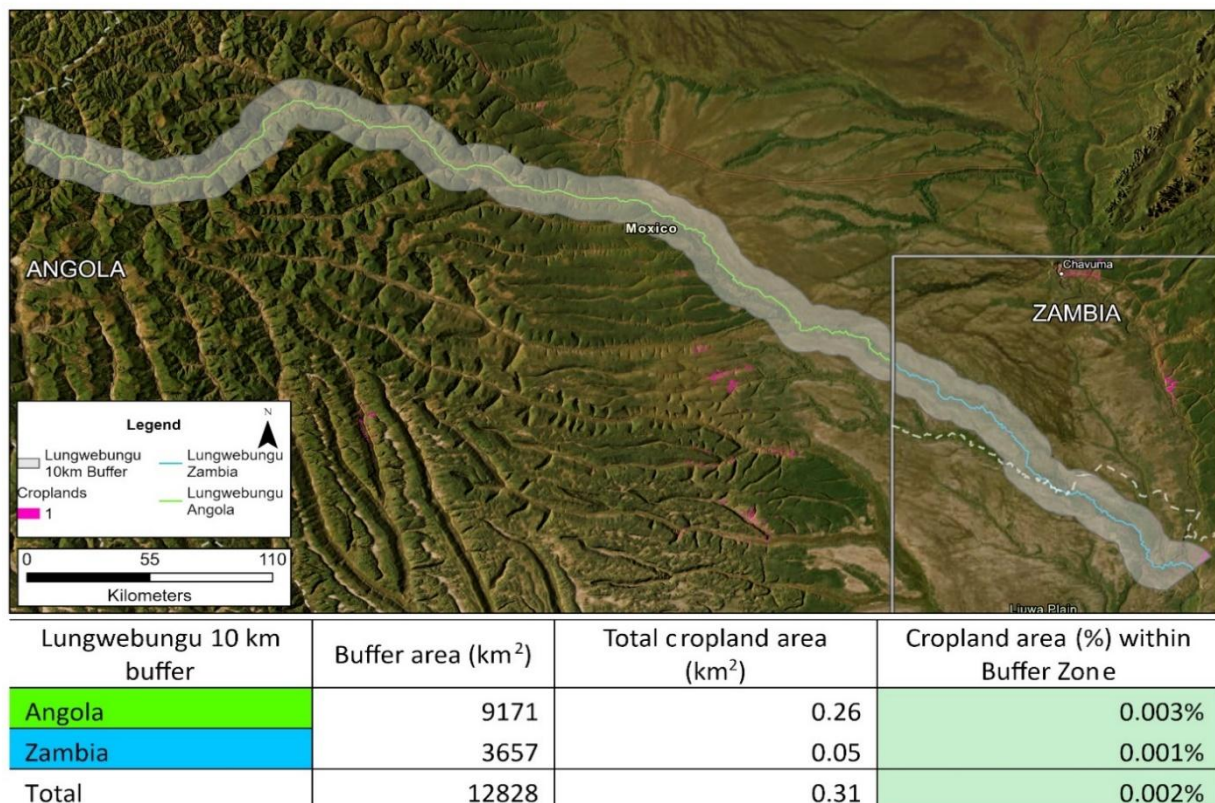 Moxico
ANGOLA
Chavuma
ZAMBIA
N
Legend
Lungwebungu
10km Buffer
Lungwebungu
Zambia
Croplands
1
Lungwebungu
Angola
0 55 110
Kilometers
Liuwa Plain
Lungwebungu 10 km
buffer
Buffer area (km²)
Total cropland area
(km²)
Cropland area (%) within
Buffer Zone
Angola 9171 0.26 0.003%
Zambia 3657 0.05 0.001%
Total 12828 0.31 0.002%